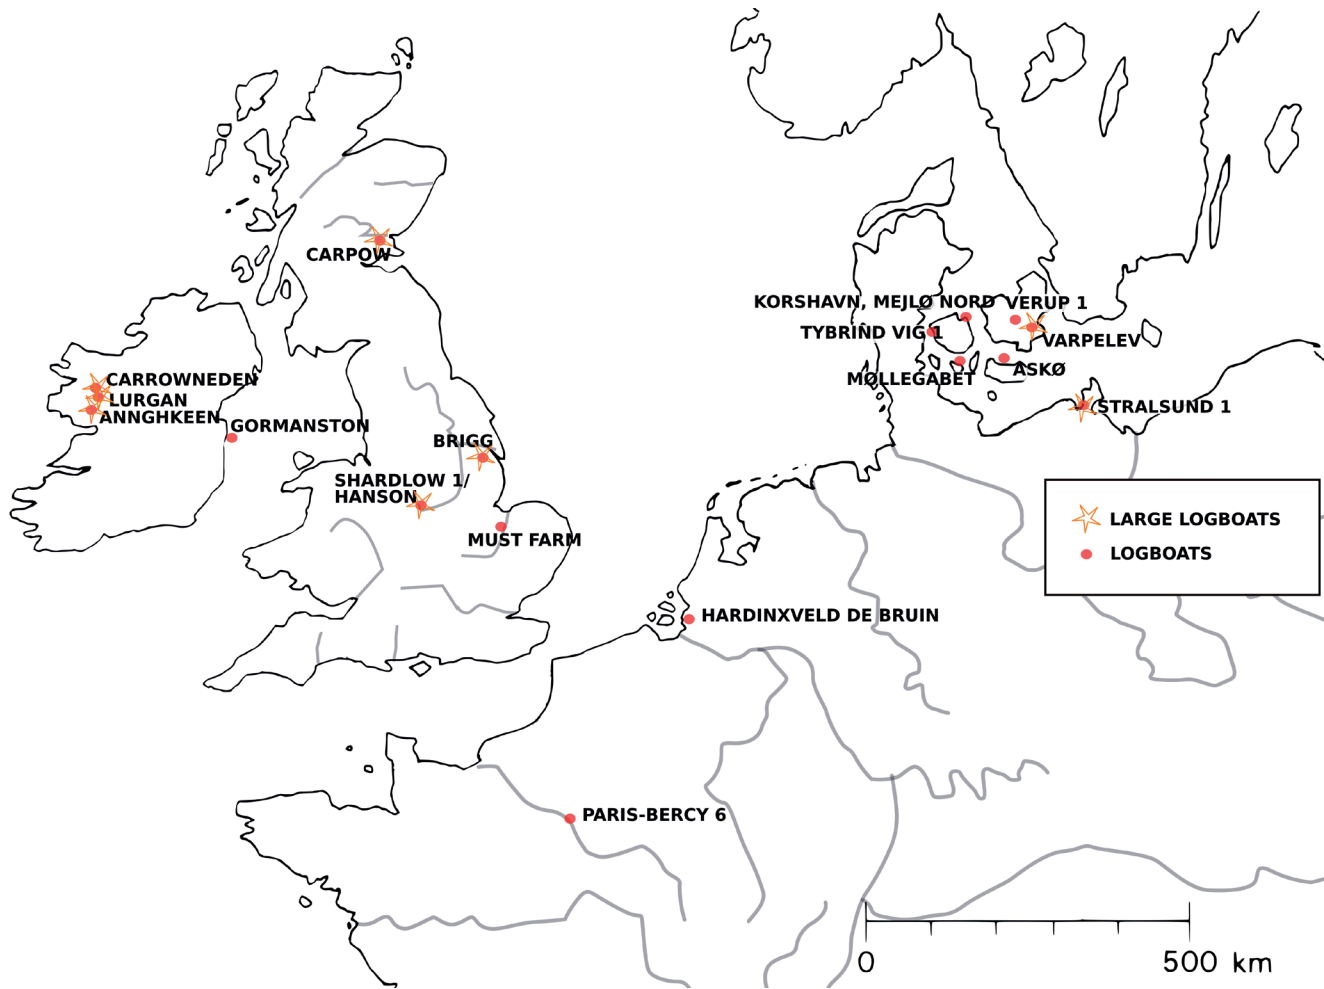 CARPOW
KORSHAVN, MEJLØ NORD
VERUP 1
TYBRIND VIG 1
VARPELEV
MØLLEGABET
ASKØ
CARROWNEDEN
LURGAN
ANNGHKEEN
GORMANSTON
STRALSUND 1
BRIGG
SHARDLOW 1/
HANSON
MUST FARM
LARGE LOGBOATS
LOGBOATS
HARDINXVELD DE BRUIN
PARIS-BERCY 6
0 500 km